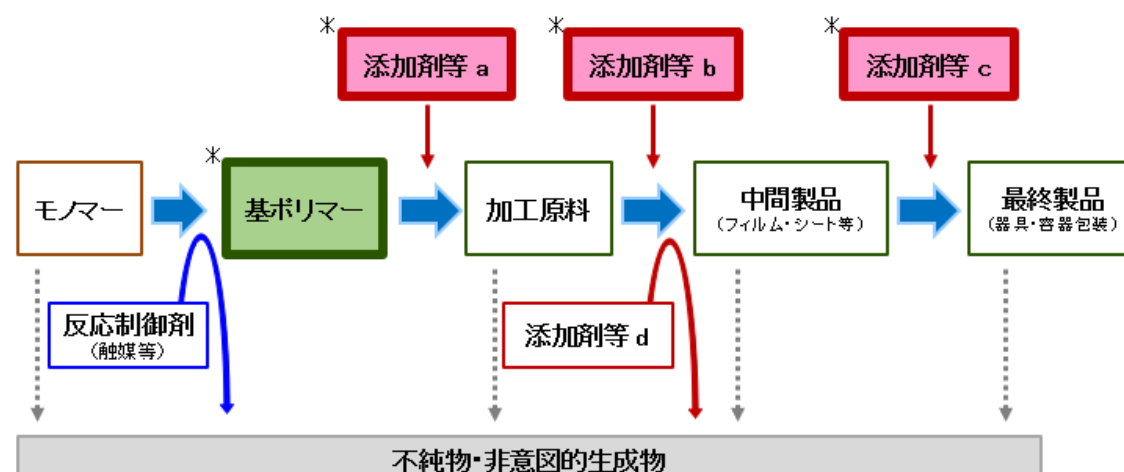 *
添加剤等 a
*
添加剤等 b
*
添加剤等 c
モノマー
*
基ポリマー
加工原料
中間製品
(フィルム・シート等)
最終製品
(器具・容器包装)
反応制御剤
(触媒等)
添加剤等 d
不純物・非意図的生成物